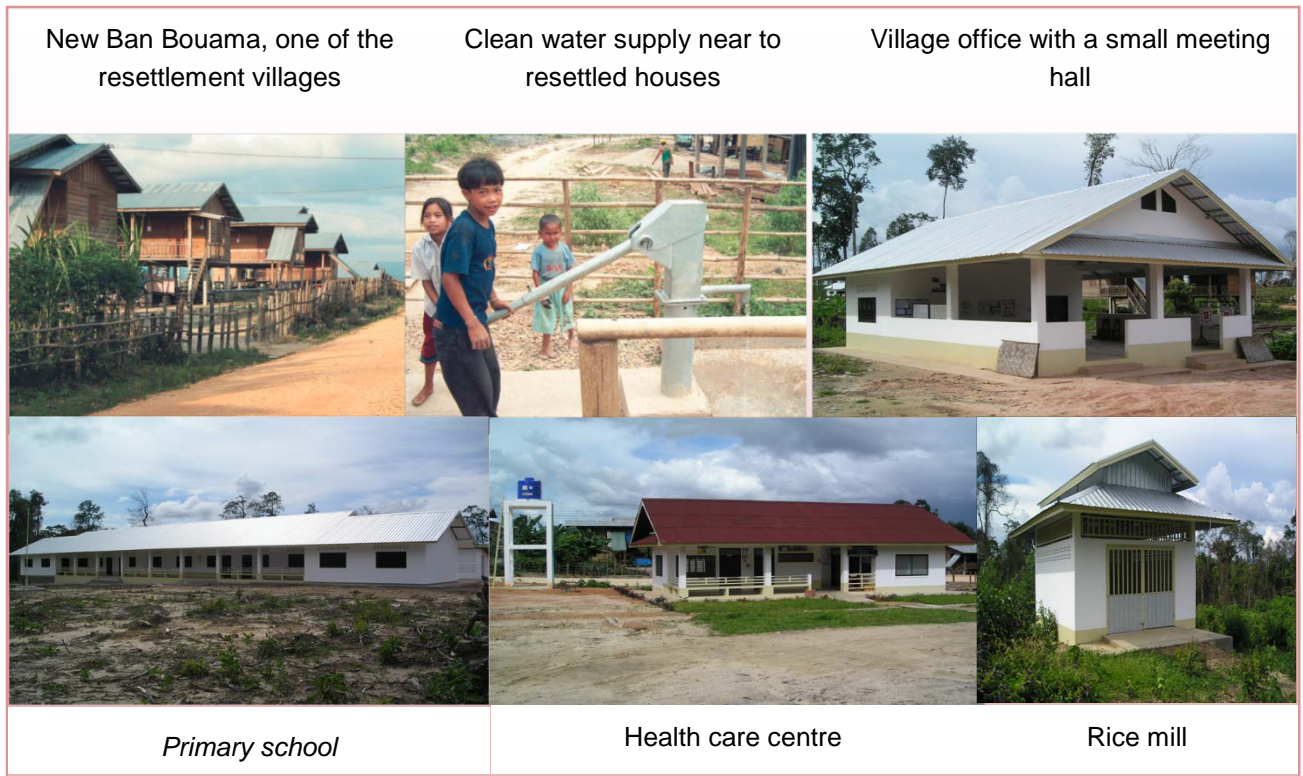 New Ban Bouama, one of the
resettlement villages
Clean water supply near to
resettled houses
Village office with a small meeting
hall
Primary school
Health care centre
Rice mill